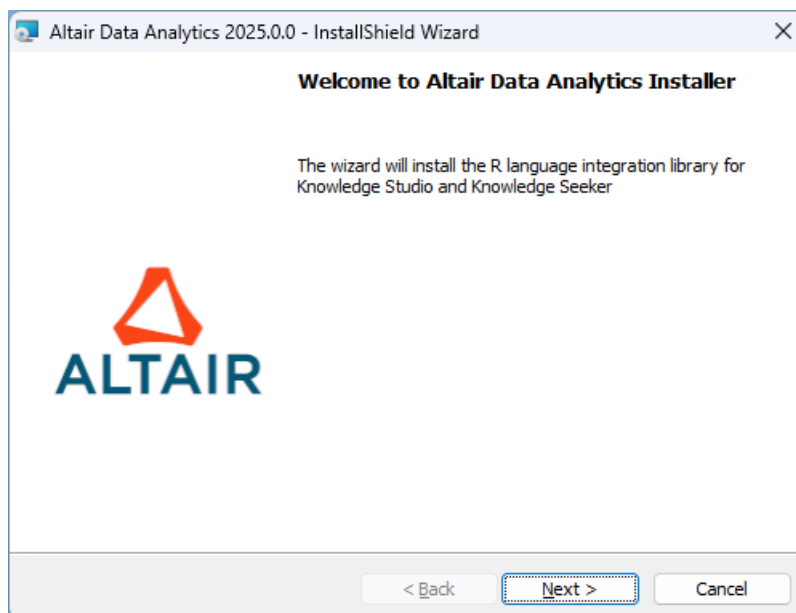 Altair Data Analytics 2025.0.0 - InstallShield Wizard
Welcome to Altair Data Analytics Installer
The wizard will install the R language integration library for
Knowledge Studio and Knowledge Seeker
ALTAIR
< Back
Next >
Cancel